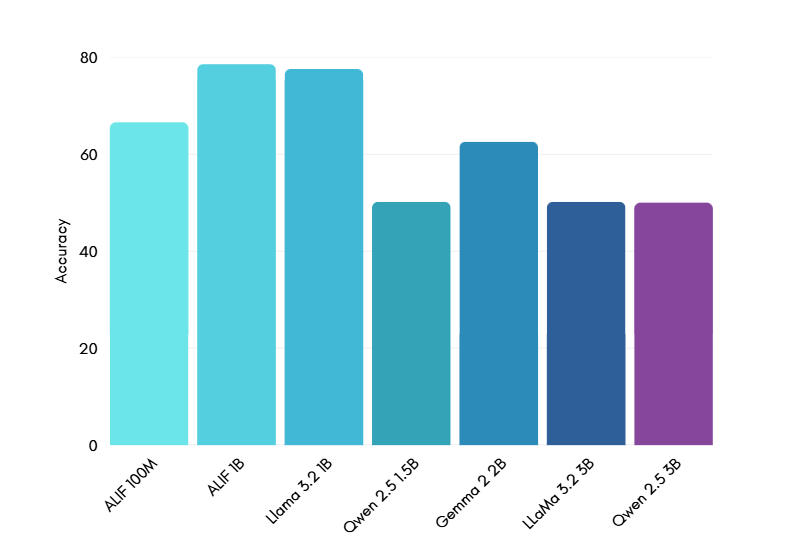 80
60
40
20
0
Accuracy
ALIF 100M
ALIF 1B
Llama 3.2 1B
Qwen 2.5 1.5B
Gemma 2 2B
LLaMa 3.2 3B
Qwen 2.5 3B